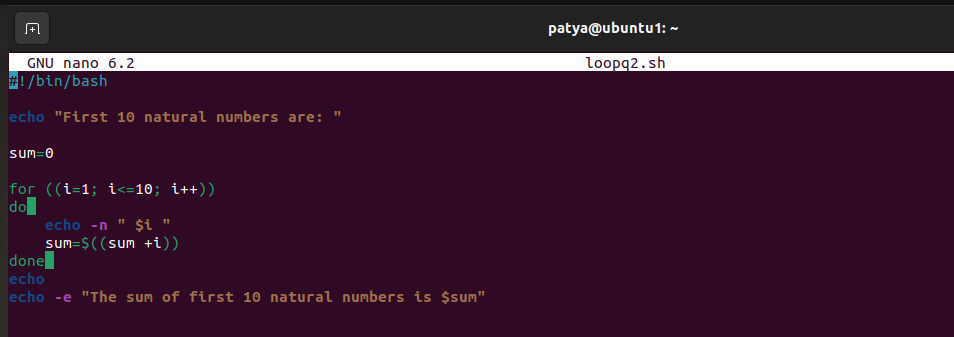 patya@ubuntu1: ~
GNU nano 6.2 loopq2.sh
#!/bin/bash
echo "First 10 natural numbers are: "
sum=0
for ((i=1; i<=10; i++))
do
    echo -n " $i "
    sum=$((sum +i))
done
echo
echo -e "The sum of first 10 natural numbers is $sum"